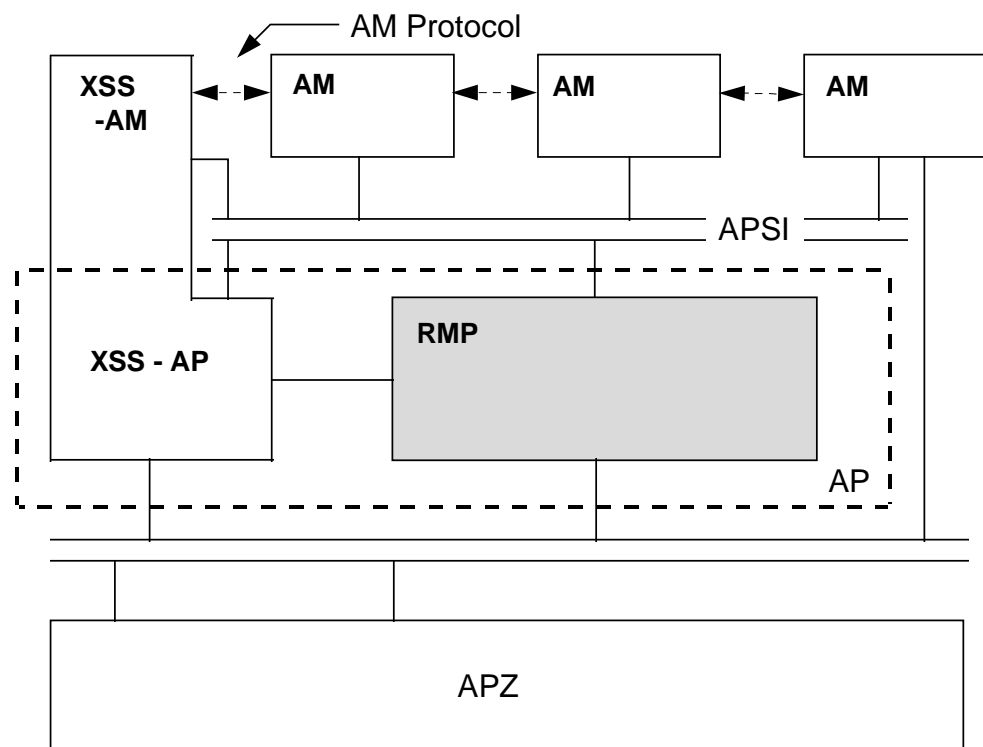 AM Protocol
XSS
-AM
AM
AM
AM
APSI
RMP
XSS - AP
AP
APZ